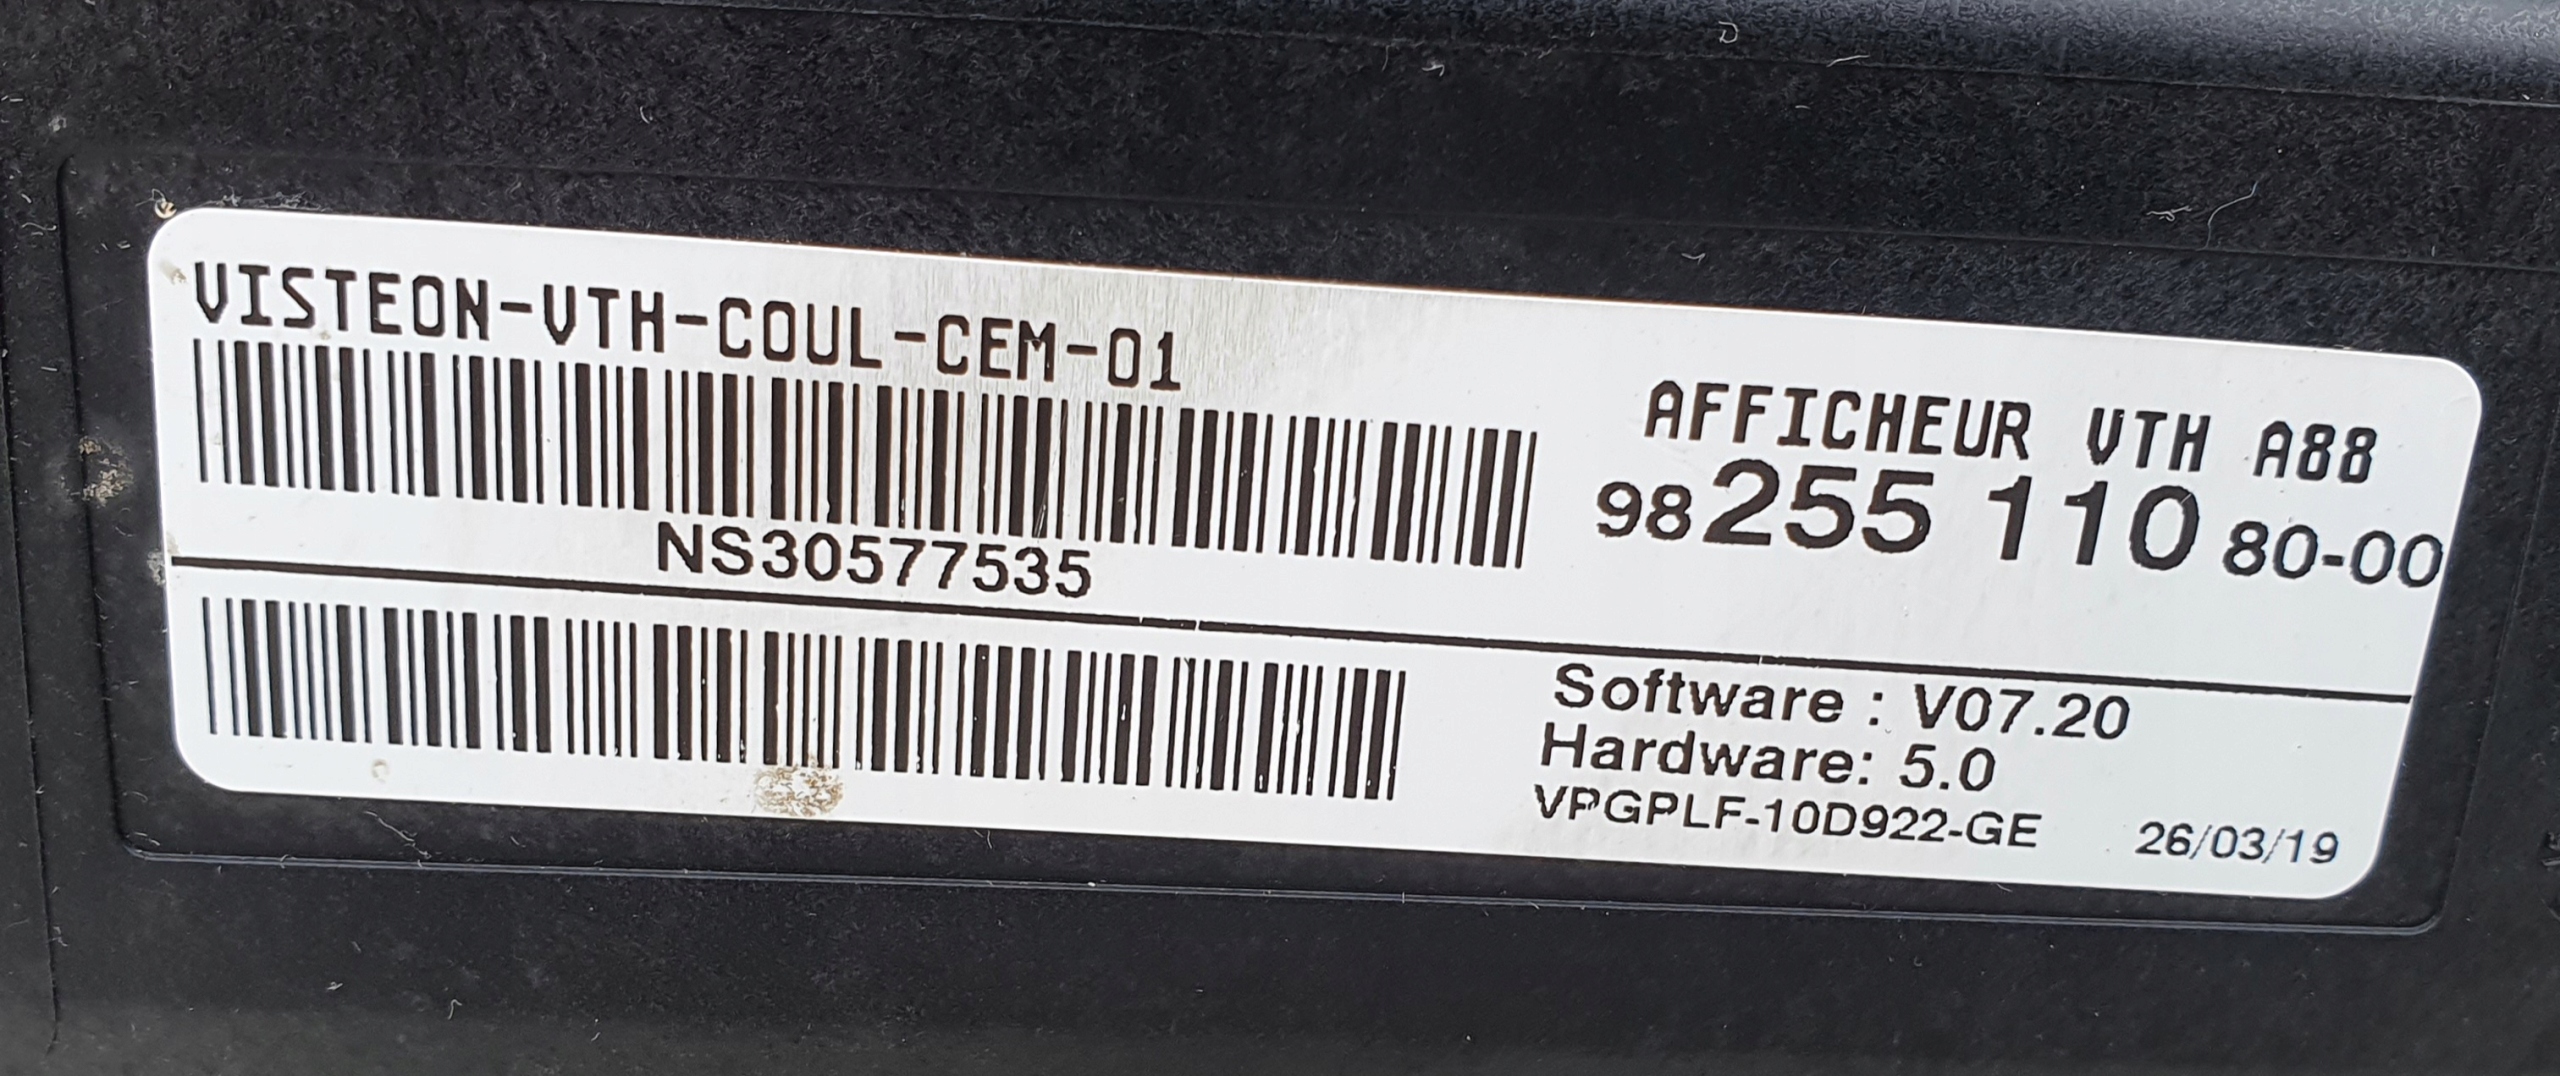 VISTEON-VTH-COUL-CEM-01
NS30577535
AFFICHEUR VTH A88
98 255 110 80-00
Software : V07.20
Hardware: 5.0
VPGPLF-10D922-GE 26/03/19